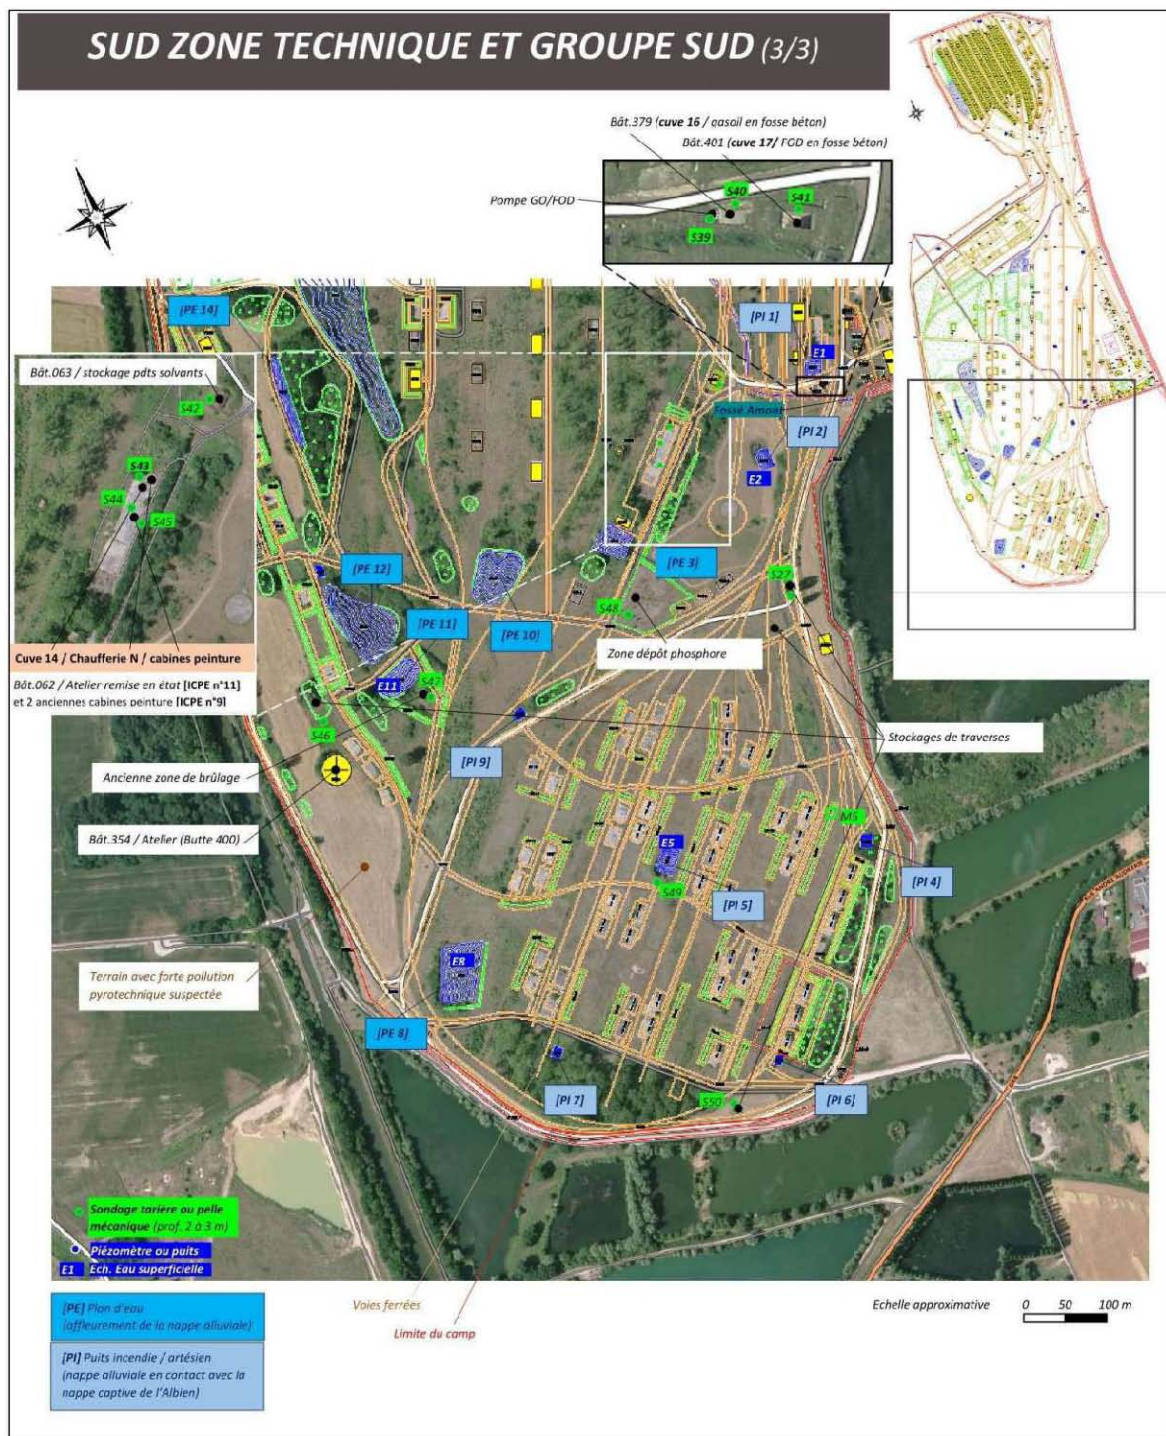 SUD ZONE TECHNIQUE ET GROUPE SUD (3/3)
Bât.379 (cuve 16 / gasoil en fosse béton)
Bât.401 (cuve 17/ FOD en fosse béton)
Pompe GO/FOD
S40
S41
S39
[PE 14]
[PI 1]
E1
Bât.063 / stockage pdts solvants
S42
Fossé Amont
[PI 2]
E2
S43
S44
S45
[PE 12]
[PE 3]
S27
[PE 11]
[PE 10]
S48
Zone dépôt phosphore
Cuve 14 / Chaufferie N / cabines peinture
Bât.062 / Atelier remise en état [ICPE n°11]
et 2 anciennes cabines peinture [ICPE n°9]
E11
S47
S46
Stockages de traverses
[PI 9]
Ancienne zone de brûlage
M5
Bât.354 / Atelier (Butte 400)
E5
S49
[PI 4]
[PI 5]
Terrain avec forte pollution
pyrotechnique suspectée
E8
[PE 8]
[PI 7]
S50
[PI 6]
Sondage tarière ou pelle
mécanique (prof. 2 à 3 m)
Piézomètre ou puits
E1 Ech. Eau superficielle
[PE] Plan d'eau
(affleurement de la nappe alluviale)
[PI] Puits incendie / artésien
(nappe alluviale en contact avec la
nappe captive de l'Albien)
Voies ferrées
Limite du camp
Echelle approximative
0 50 100 m